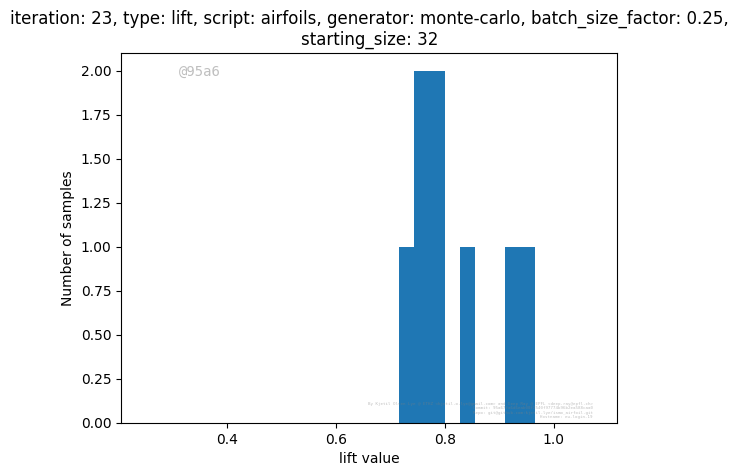 iteration: 23, type: lift, script: airfoils, generator: monte-carlo, batch_size_factor: 0.25,
starting_size: 32
@95a6
2.00
1.75
1.50
1.25
1.00
0.75
0.50
0.25
0.00
Number of samples
0.4 0.6 0.8 1.0
lift value